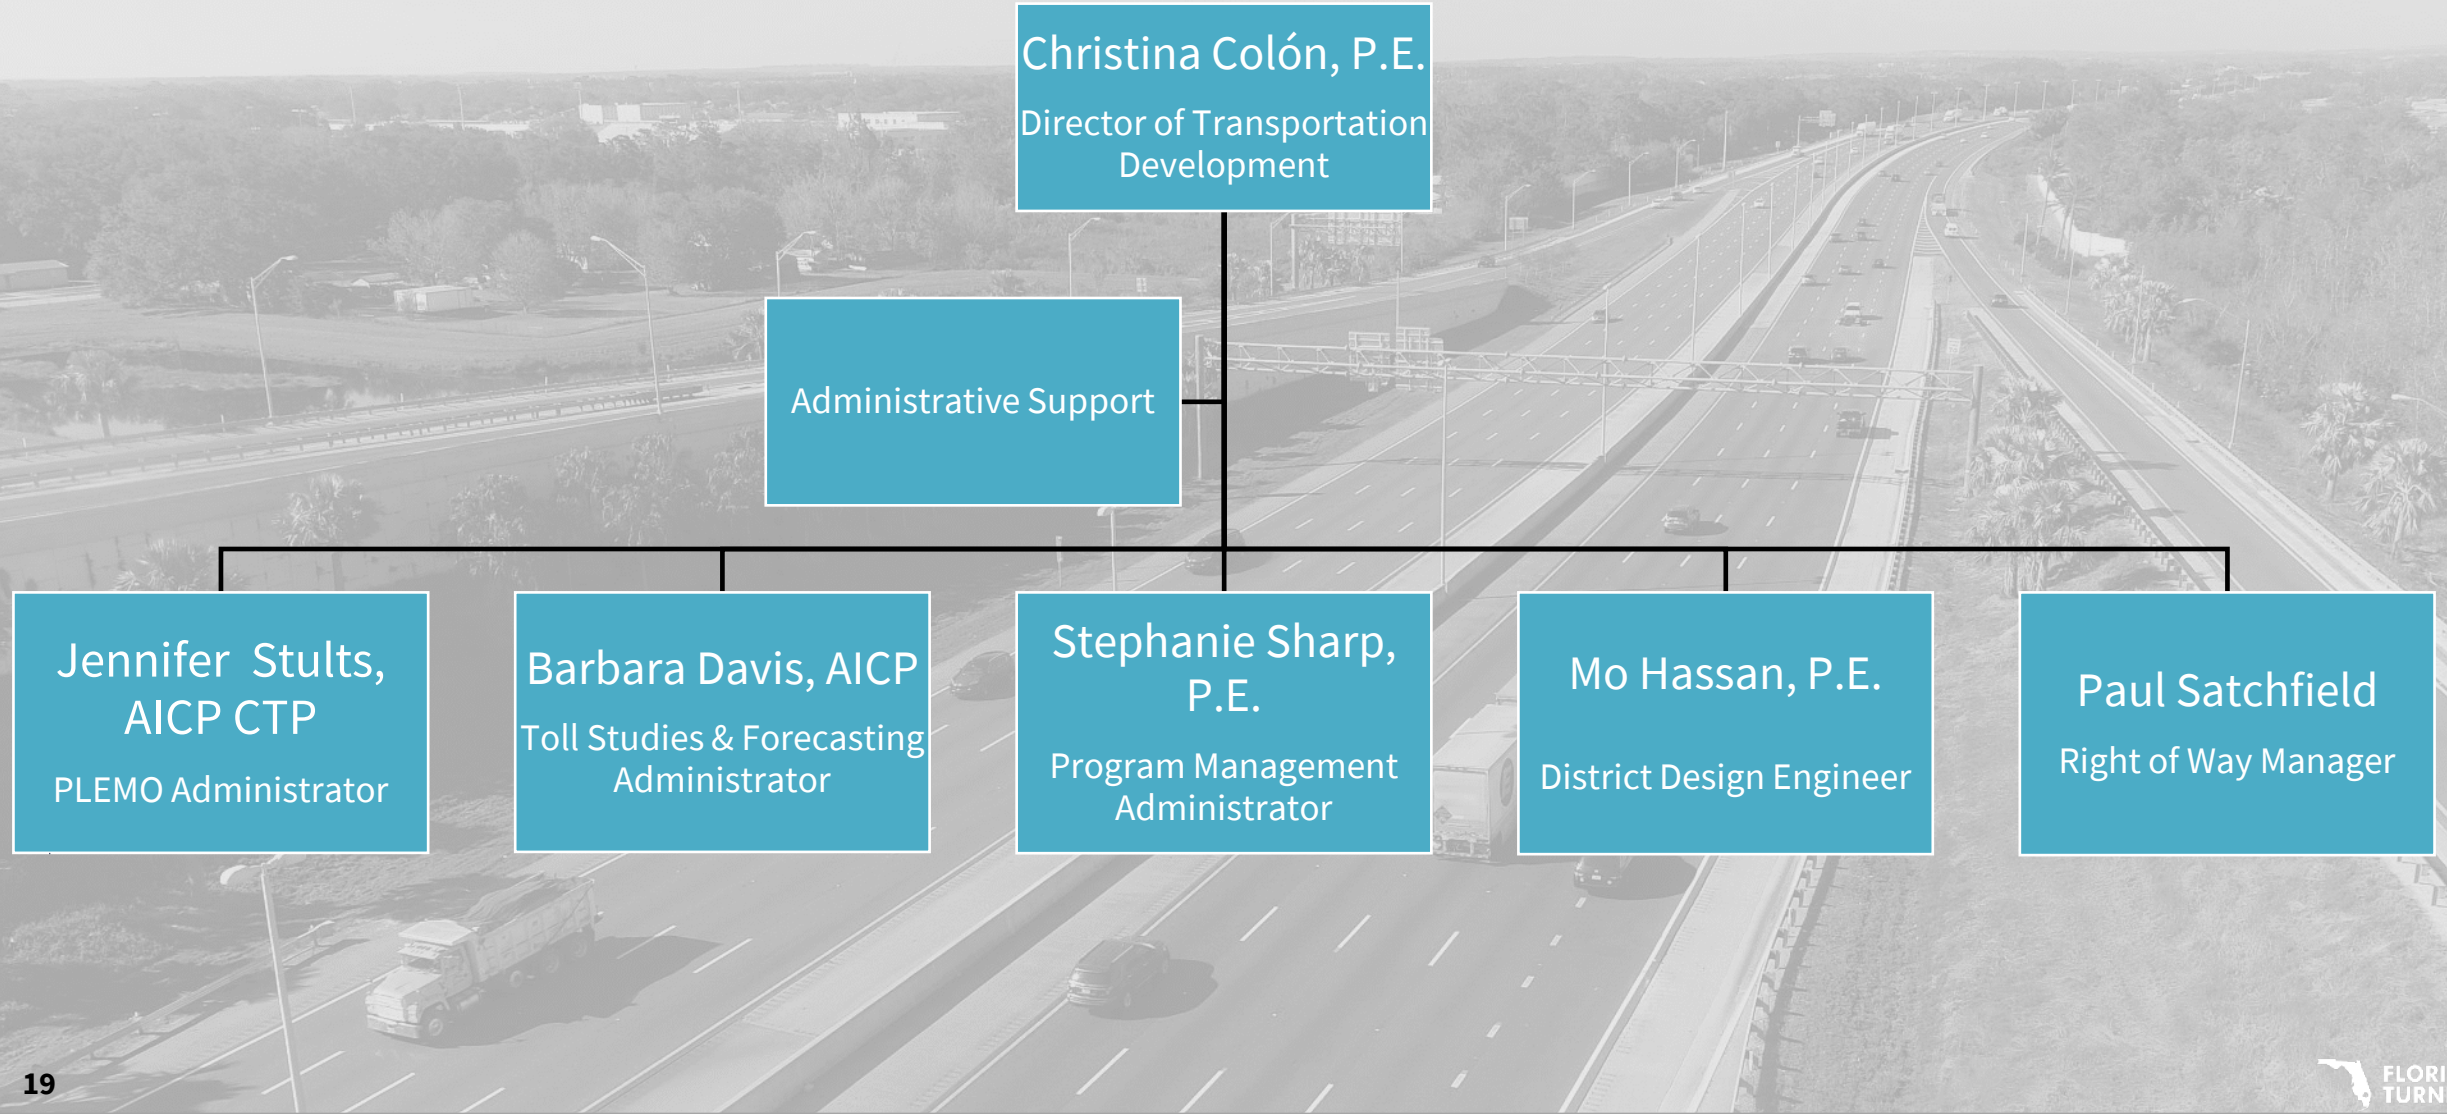 Christina Colón, P.E.
Director of Transportation
Development
Administrative Support
Jennifer  Stults,
AICP CTP
PLEMO Administrator
Barbara Davis, AICP
Toll Studies & Forecasting
Administrator
Stephanie Sharp,
P.E.
Program Management
Administrator
Mo Hassan, P.E.
District Design Engineer
Paul Satchfield
Right of Way Manager
19
FLORI
TURN